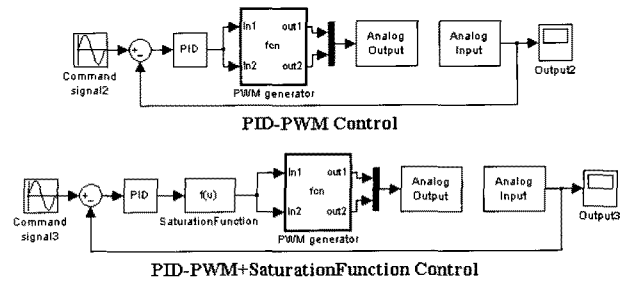 PID
In1
In2
fcn
out1
out2
PWM generator
Analog
Output
Analog
Input
Output2
Command
signal2
PID-PWM Control
PID
f(u)
SaturationFunction
In1
In2
fcn
out1
out2
PWM generator
Analog
Output
Analog
Input
Output3
Command
signal3
PID-PWM+SaturationFunction Control